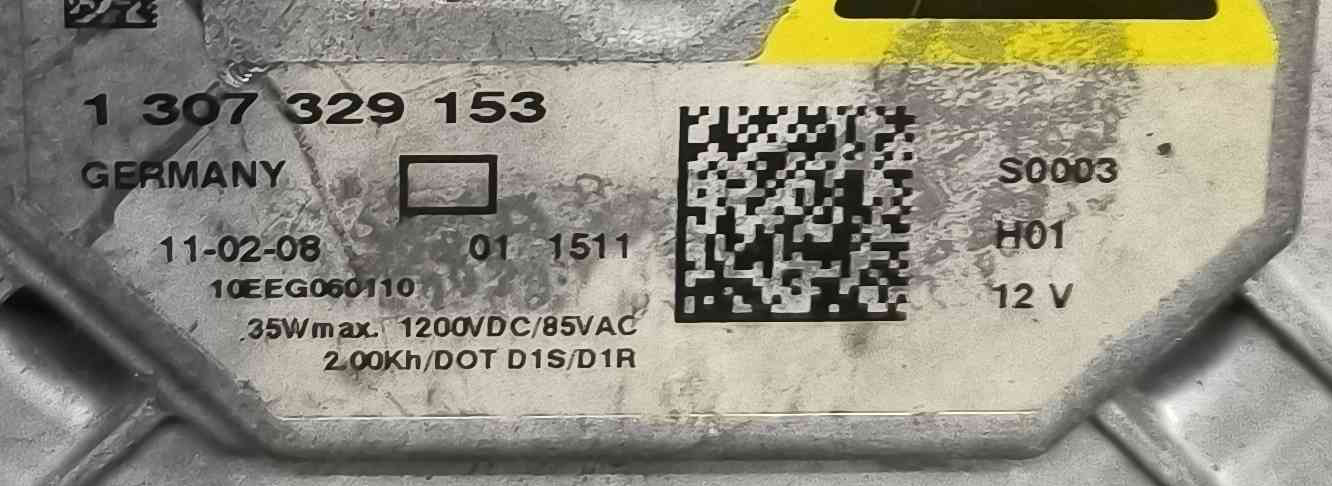 1 307 329 153
GERMANY
S0003
11-02-08 01 1511
H01
10EEG060110
12 V
35Wmax. 1200VDC/85VAC
2.00Kh/DOT D1S/D1R